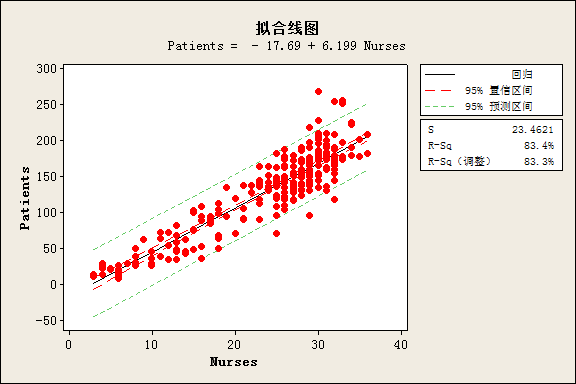 拟合线图
Patients = - 17.69 + 6.199 Nurses
回归
95% 置信区间
95% 预测区间
S 23.4621
R-Sq 83.4%
R-Sq（调整） 83.3%
300
250
200
150
100
50
0
-50
Patients
0 10 20 30 40
Nurses